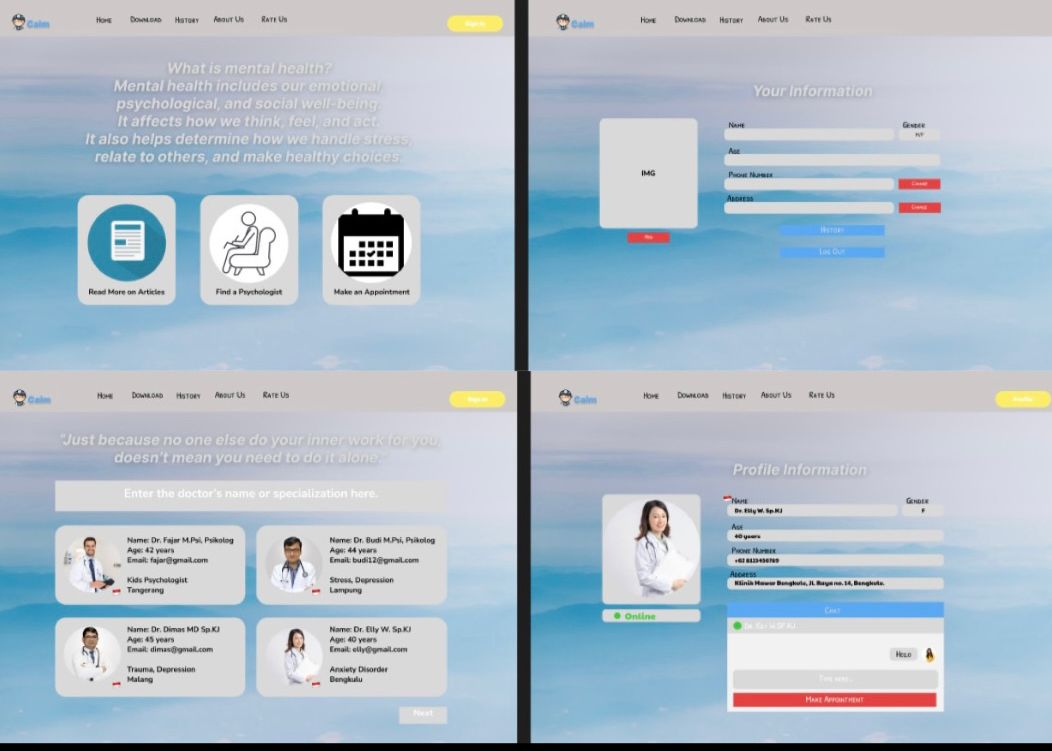 Calm
Home Download History About Us Rate Us
Sign In
What is mental health?
Mental health includes our emotional
psychological, and social well-being.
It affects how we think, feel, and act.
It also helps determine how we handle stress,
relate to others, and make healthy choices.
Read More on Articles
Find a Psychologist
Make an Appointment
Calm
Home Download History About Us Rate Us
Your Information
IMG
Name
Gender
M/F
Age
Phone Number
Change
Address
Change
History
Log Out
Calm
Home Download History About Us Rate Us
Sign In
"Just because no one else do your inner work for you,
doesn't mean you need to do it alone."
Enter the doctor's name or specialization here.
Name: Dr. Fajar M.Psi, Psikolog
Age: 42 years
Email: fajar@gmail.com
Kids Psychologist
Tangerang
Name: Dr. Budi M.Psi, Psikolog
Age: 44 years
Email: budi12@gmail.com
Stress, Depression
Lampung
Name: Dr. Dimas MD Sp.KJ
Age: 45 years
Email: dimas@gmail.com
Trauma, Depression
Malang
Name: Dr. Elly W. Sp.KJ
Age: 40 years
Email: elly@gmail.com
Anxiety Disorder
Bengkulu
Next
Calm
Home Download History About Us Rate Us
Profile Information
Name
Dr. Elly W. Sp.KJ
Gender
F
Age
40 years
Phone Number
+62 8123456789
Address
Klinik Mawar Bengkulu, Jl. Raya no. 14, Bengkulu.
Online
Chat
Dr. Elly W.SP KJ
Helo
Type here...
Make Appointment